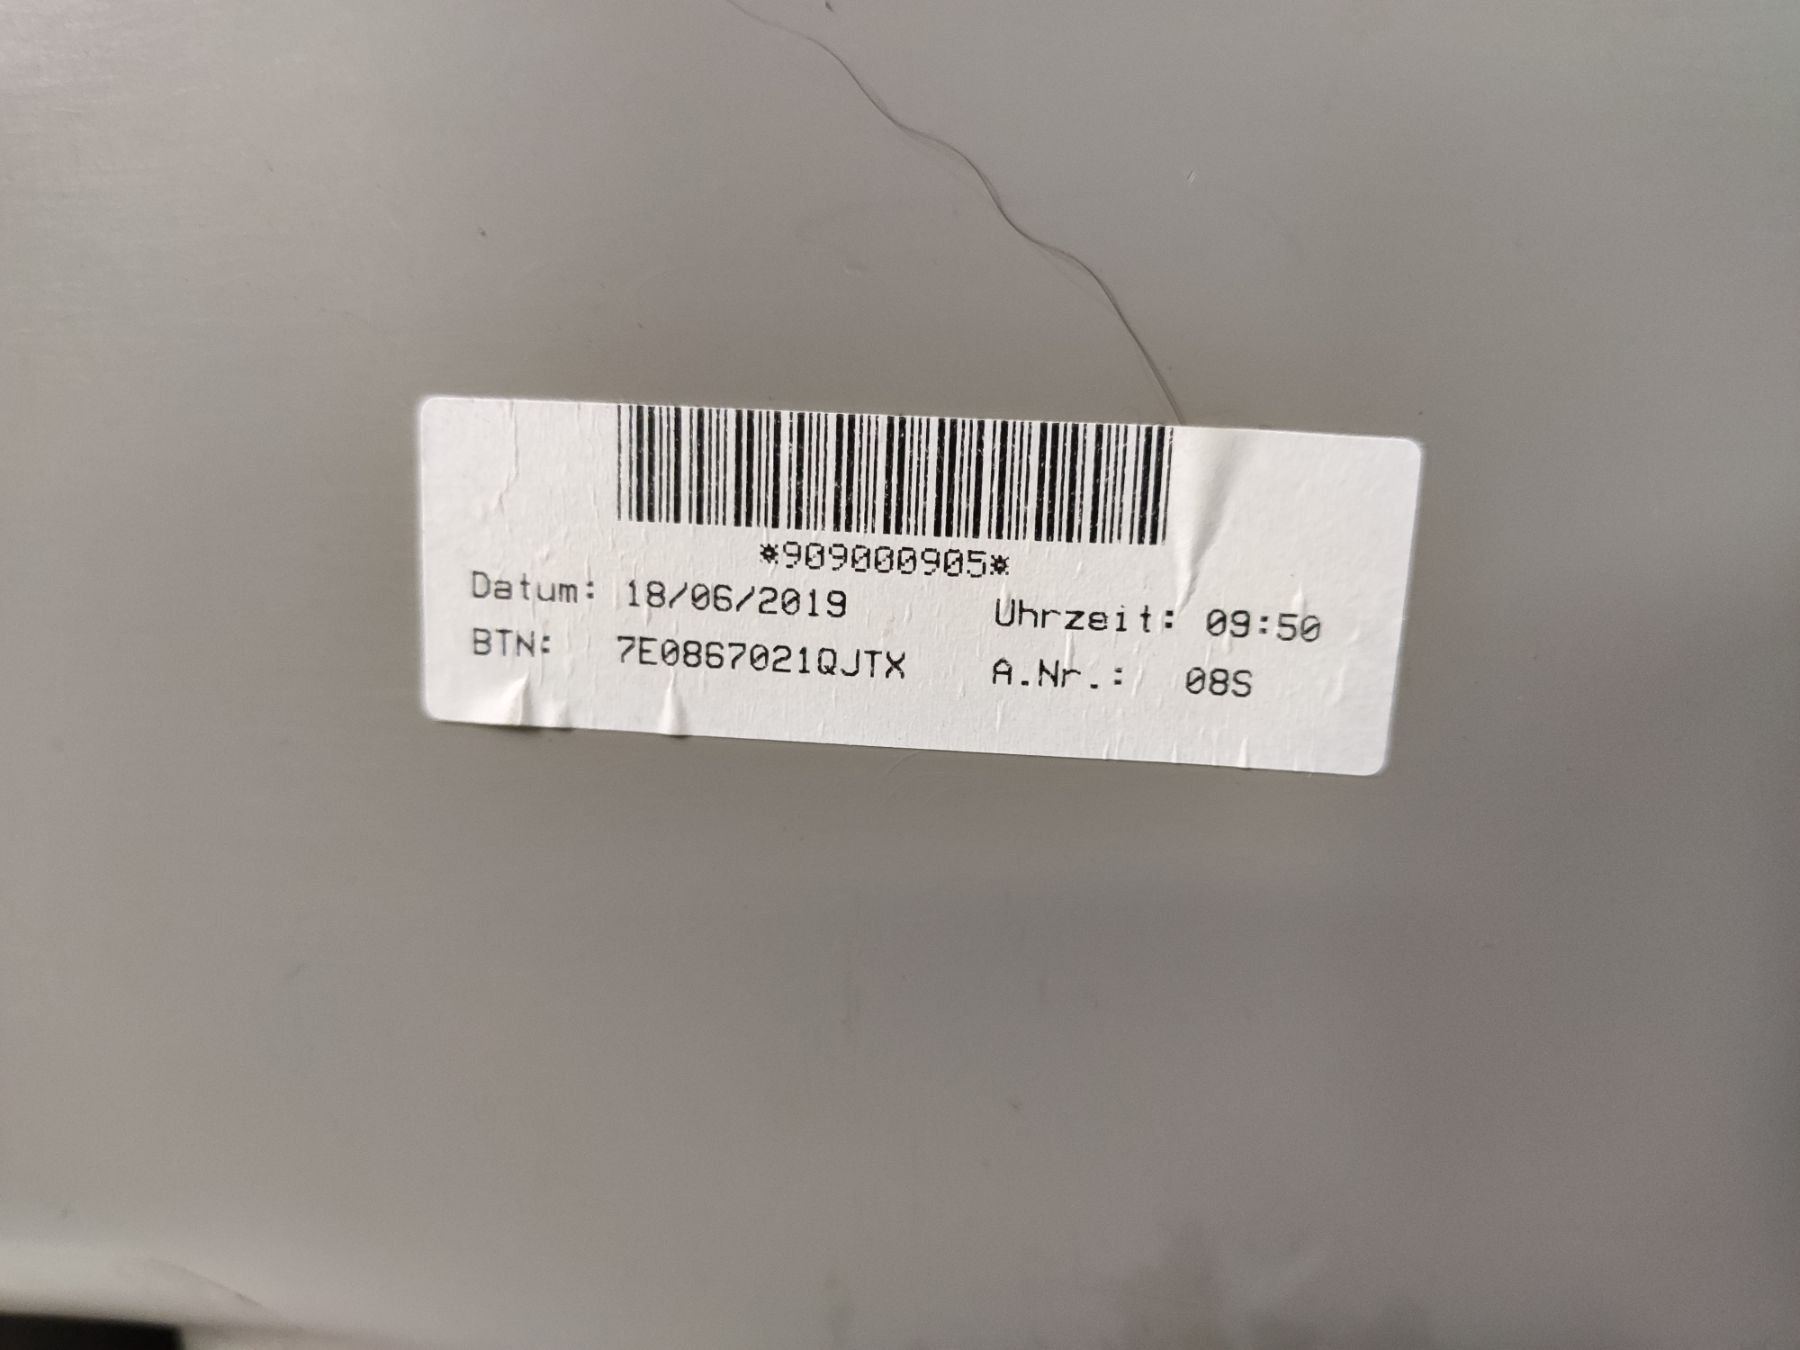 *909000905*
Datum: 18/06/2019 Uhrzeit: 09:50
BTN: 7E0867021QJTX A.Nr.: 08S